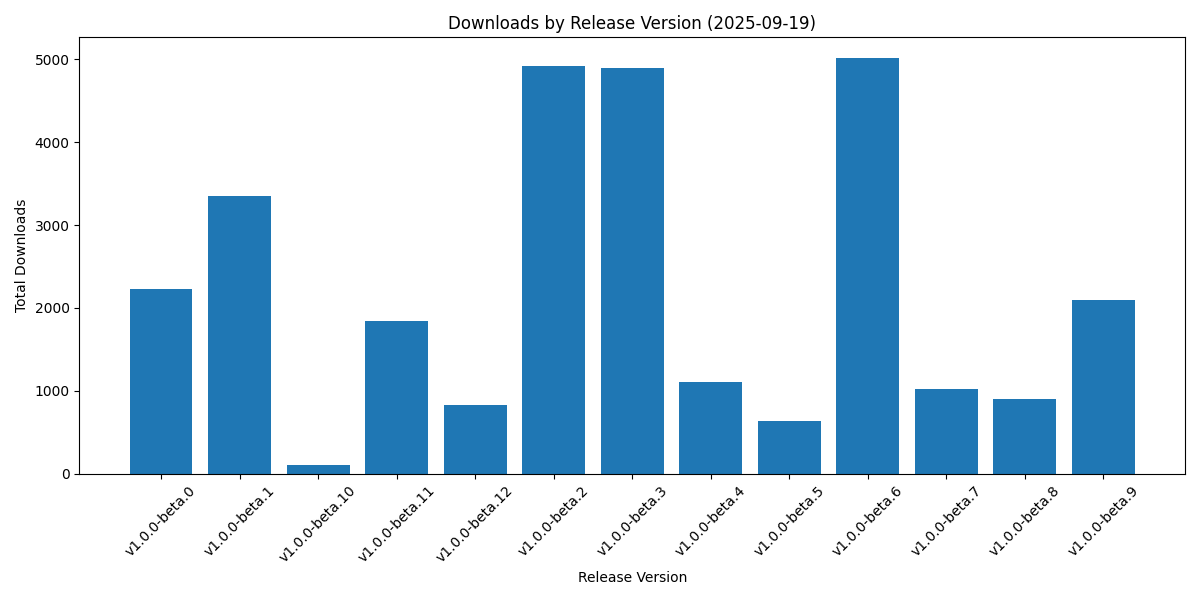 Downloads by Release Version (2025-09-19)
Total Downloads
5000
4000
3000
2000
1000
0
v1.0.0-beta.0
v1.0.0-beta.1
v1.0.0-beta.10
v1.0.0-beta.11
v1.0.0-beta.12
v1.0.0-beta.2
v1.0.0-beta.3
v1.0.0-beta.4
v1.0.0-beta.5
v1.0.0-beta.6
v1.0.0-beta.7
v1.0.0-beta.8
v1.0.0-beta.9
Release Version